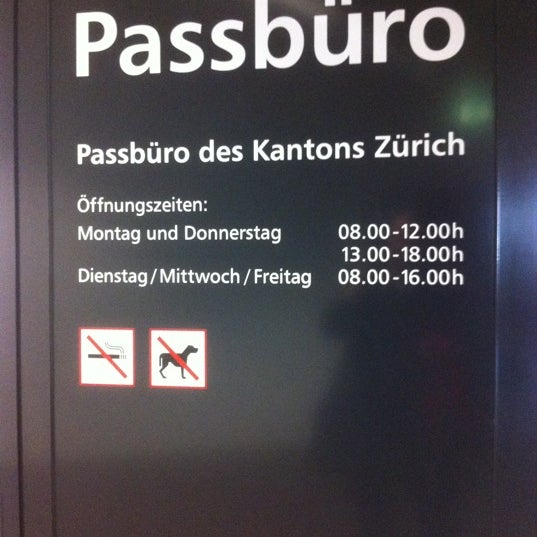 Passbüro
Passbüro des Kantons Zürich
Öffnungszeiten:
Montag und Donnerstag 08.00-12.00h
13.00-18.00h
Dienstag/Mittwoch/Freitag 08.00-16.00h